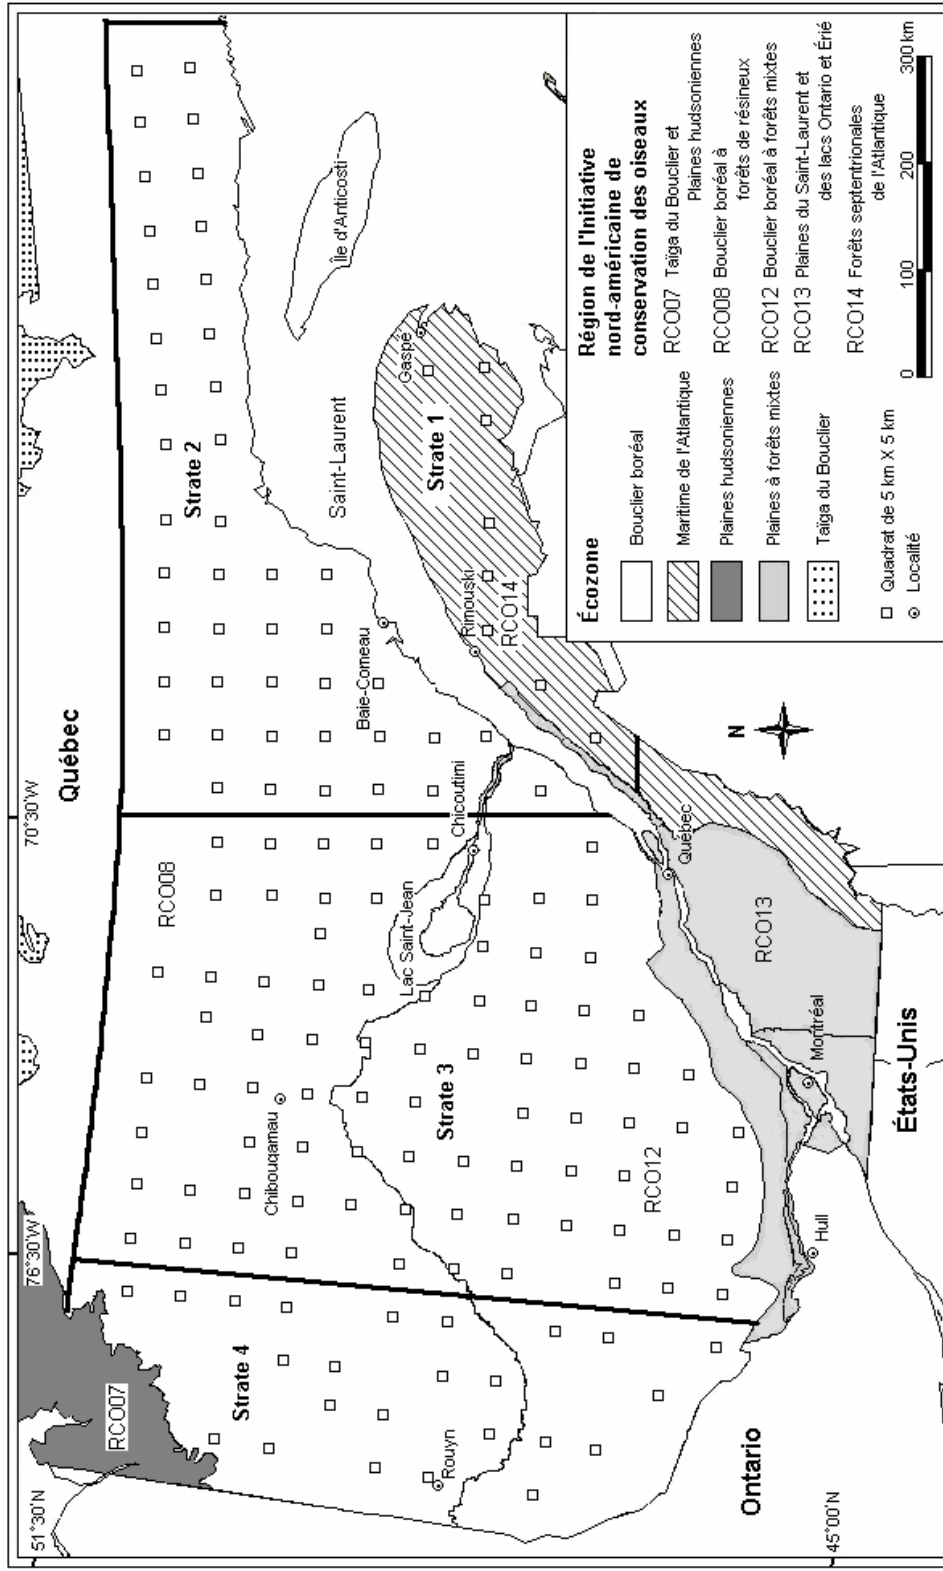 51°30'N
76°30'W
70°30'W
45°00'N
Québec
RCO07
RCO08
Strate 4
Strate 3
Strate 2
Strate 1
Chibougamau
Rouyn
Lac Saint-Jean
Chicoutimi
Baie-Comeau
Saint-Laurent
Île d'Anticosti
Gaspé
Rimouski
RCO14
RCO12
RCO13
Québec
Montréal
Hull
Ontario
États-Unis
N
Écozone
Bouclier boréal
Maritime de l'Atlantique
Plaines hudsoniennes
Plaines à forêts mixtes
Taïga du Bouclier
Quadrat de 5 km X 5 km
Localité
Région de l'Initiative
nord-américaine de
conservation des oiseaux
RCO07 Taïga du Bouclier et
Plaines hudsoniennes
RCO08 Bouclier boréal à
forêts de résineux
RCO12 Bouclier boréal à forêts mixtes
RCO13 Plaines du Saint-Laurent et
des lacs Ontario et Érié
RCO14 Forêts septentrionales
de l'Atlantique
0 100 200 300 km